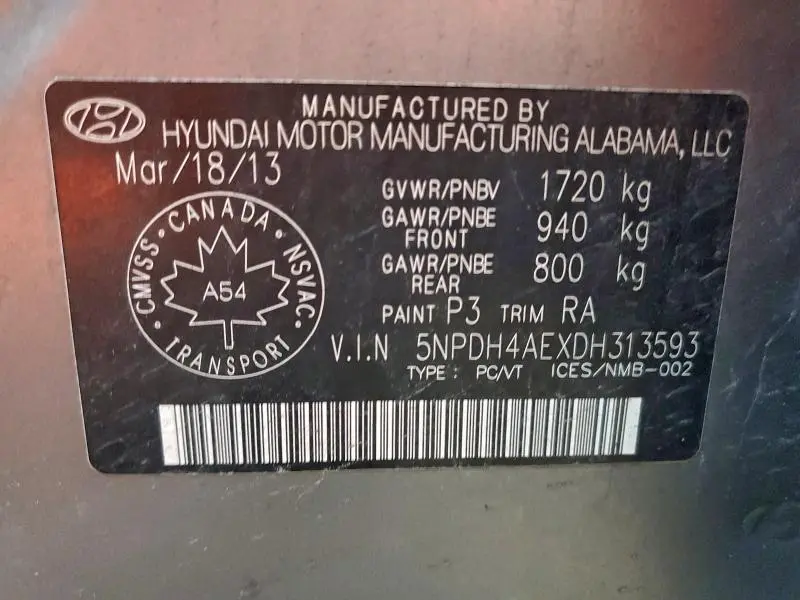 MANUFACTURED BY
HYUNDAI MOTOR MANUFACTURING ALABAMA, LLC
Mar/18/13
GVWR/PNBV 1720 kg
GAWR/PNBE FRONT 940 kg
GAWR/PNBE REAR 800 kg
PAINT P3 TRIM RA
V.I.N 5NPDH4AEXDH313593
TYPE : PC/VT ICES/NMB-002
CANADA
CMVSS · NSVAC
A54
TRANSPORT